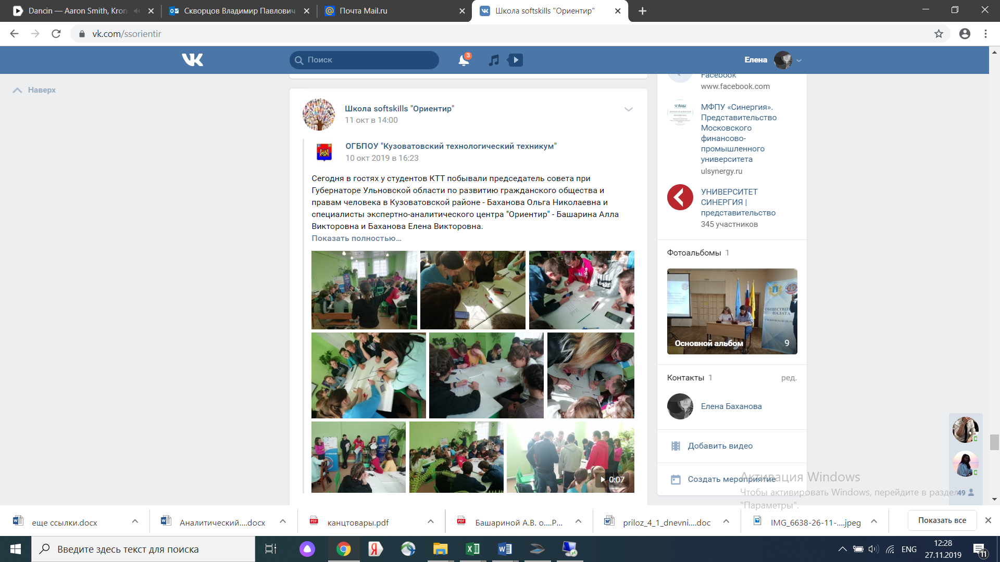 Dancin — Aaron Smith, Kron
Скворцов Владимир Павлович
Почта Mail.ru
Школа softskills "Ориентир"
vk.com/ssorientir
Поиск
3
Елена
Наверх
Школа softskills "Ориентир"
11 окт в 14:00
ОГБПОУ "Кузоватовский технологический техникум"
10 окт 2019 в 16:23
Сегодня в гостях у студентов КТТ побывали председатель совета при
Губернаторе Ульновской области по развитию гражданского общества и
правам человека в Кузоватовской районе - Баханова Ольга Николаевна и
специалисты экспертно-аналитического центра "Ориентир" - Башарина Алла
Викторовна и Баханова Елена Викторовна.
Показать полностью…
0:07
Facebook
www.facebook.com
МФПУ «Синергия».
Представительство
Московского
финансово-
промышленного
университета
ulsynergy.ru
УНИВЕРСИТЕТ
СИНЕРГИЯ |
представительство
345 участников
Фотоальбомы 1
ОБЩЕСТВЕН
ПАЛАТА
Основной альбом 9
Контакты 1 ред.
Елена Баханова
Добавить видео
Создать мероприятие
49
Активация Windows
Чтобы активировать Windows, перейдите в раздел
"Параметры".
еще ссылки.docx
Аналитический....docx
канцтовары.pdf
Башариной А.В. о....P...
priloz_4_1_dnevni....doc
IMG_6638-26-11-....jpeg
Показать все
Введите здесь текст для поиска
ENG
12:28
27.11.2019
11